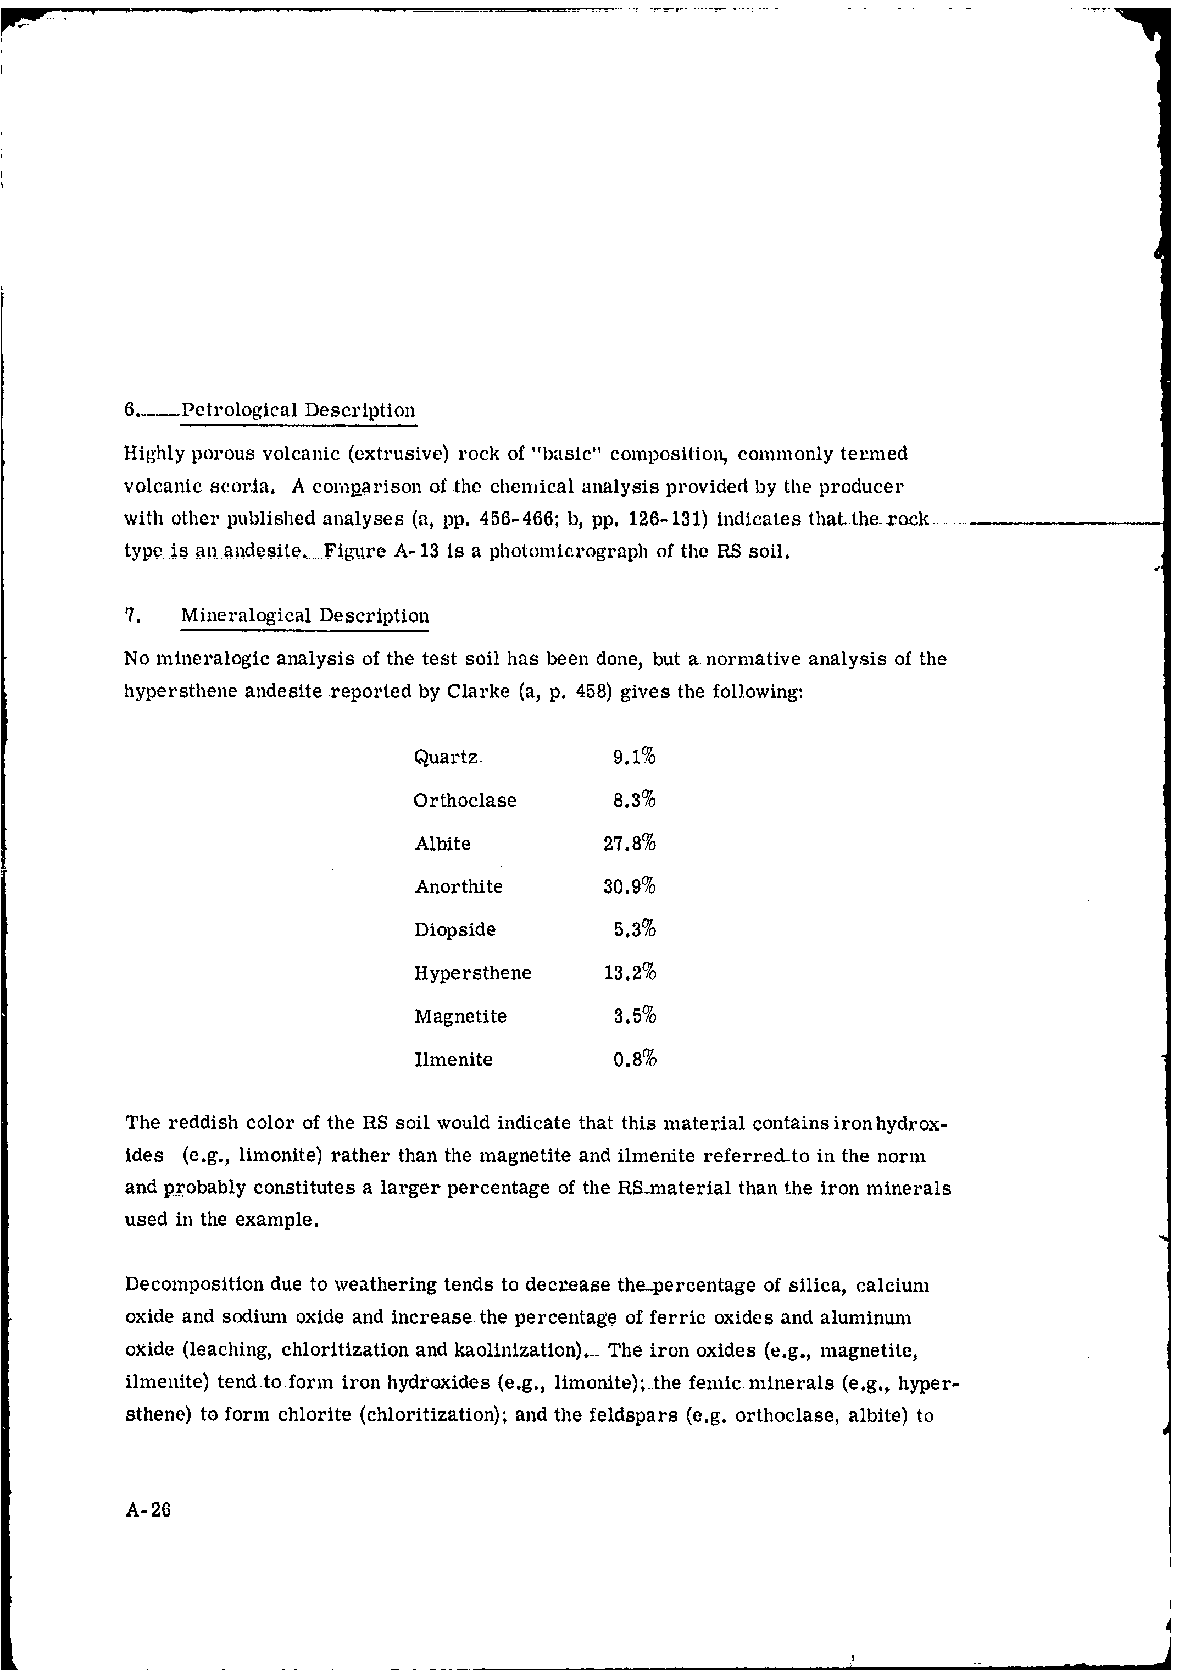 6. Petrological Description
Highly porous volcanic (extrusive) rock of "basic" composition, commonly termed
volcanic scoria. A comparison of the chemical analysis provided by the producer
with other published analyses (a, pp. 456-466; b, pp. 126-131) indicates that the rock
type is an andesite. Figure A-13 is a photomicrograph of the RS soil.
7. Mineralogical Description
No mineralogic analysis of the test soil has been done, but a normative analysis of the
hypersthene andesite reported by Clarke (a, p. 458) gives the following:
Quartz 9.1%
Orthoclase 8.3%
Albite 27.8%
Anorthite 30.9%
Diopside 5.3%
Hypersthene 13.2%
Magnetite 3.5%
Ilmenite 0.8%
The reddish color of the RS soil would indicate that this material contains iron hydrox-
ides (e.g., limonite) rather than the magnetite and ilmenite referred to in the norm
and probably constitutes a larger percentage of the RS material than the iron minerals
used in the example.
Decomposition due to weathering tends to decrease the percentage of silica, calcium
oxide and sodium oxide and increase the percentage of ferric oxides and aluminum
oxide (leaching, chloritization and kaolinization). The iron oxides (e.g., magnetite,
ilmenite) tend to form iron hydroxides (e.g., limonite); the femic minerals (e.g., hyper-
sthene) to form chlorite (chloritization); and the feldspars (e.g. orthoclase, albite) to
A-26